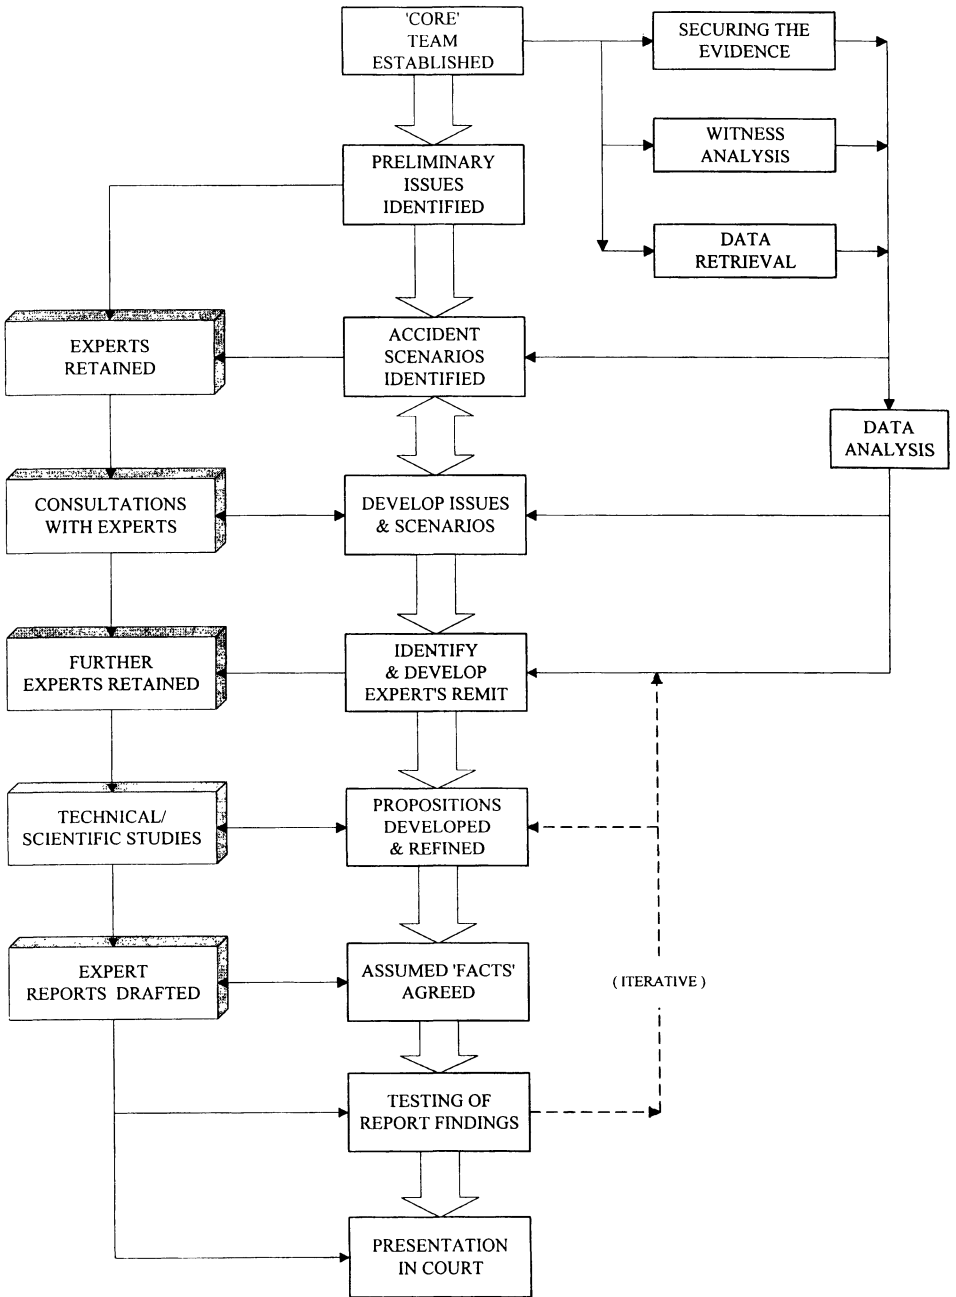 'CORE'
TEAM
ESTABLISHED
SECURING THE
EVIDENCE
WITNESS
ANALYSIS
PRELIMINARY
ISSUES
IDENTIFIED
DATA
RETRIEVAL
EXPERTS
RETAINED
ACCIDENT
SCENARIOS
IDENTIFIED
DATA
ANALYSIS
CONSULTATIONS
WITH EXPERTS
DEVELOP ISSUES
& SCENARIOS
FURTHER
EXPERTS RETAINED
IDENTIFY
& DEVELOP
EXPERT'S REMIT
TECHNICAL/
SCIENTIFIC STUDIES
PROPOSITIONS
DEVELOPED
& REFINED
EXPERT
REPORTS DRAFTED
ASSUMED 'FACTS'
AGREED
( ITERATIVE )
TESTING OF
REPORT FINDINGS
PRESENTATION
IN COURT